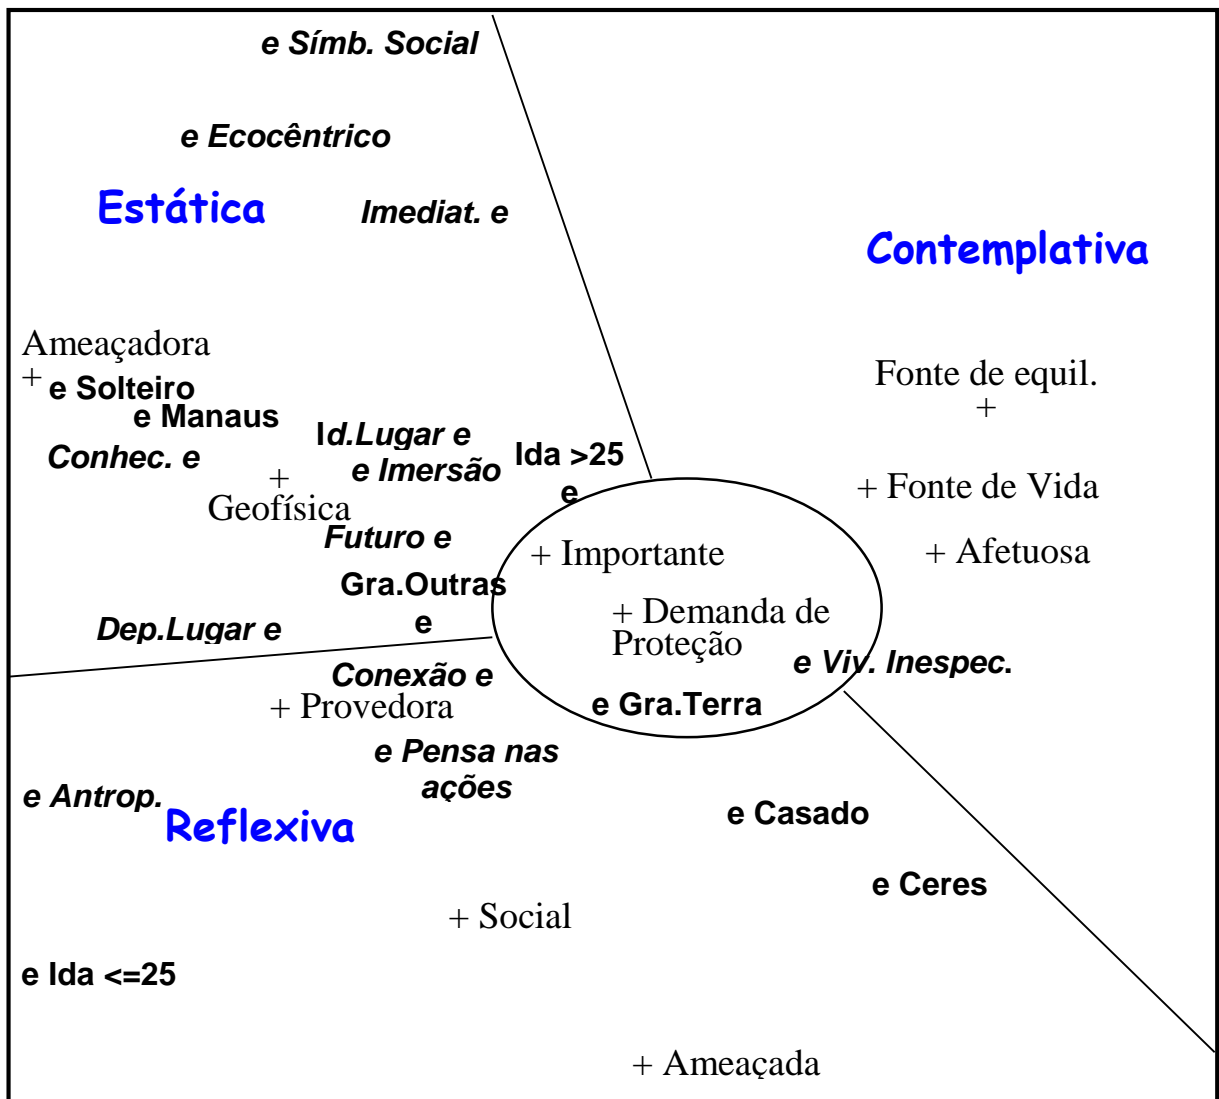 e Símb. Social
e Ecocêntrico
Estática
Imediat. e
Contemplativa
Ameaçadora
+
e Solteiro
e Manaus
Fonte de equil.
+
Id.Lugar e
Conhec. e
e Imersão
Ida >25
e
+
Geofísica
+ Fonte de Vida
Futuro e
+ Importante
+ Afetuosa
Gra.Outras
e
+ Demanda de
Proteção
Dep.Lugar e
Conexão e
e Viv. Inespec.
+ Provedora
e Gra.Terra
e Pensa nas
ações
e Antrop.
Reflexiva
e Casado
e Ceres
+ Social
e Ida <=25
+ Ameaçada